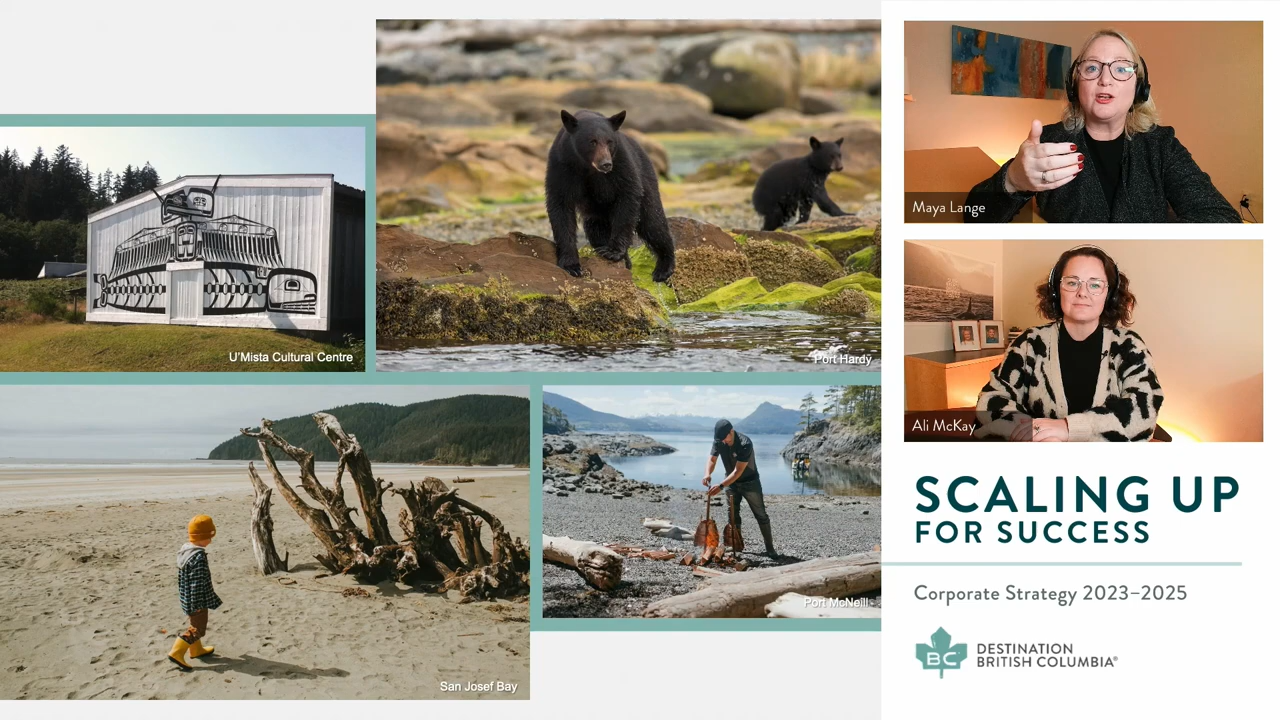 U'Mista Cultural Centre
Port Hardy
San Josef Bay
Port McNeill
Maya Lange
Ali McKay
SCALING UP
FOR SUCCESS
Corporate Strategy 2023–2025
BC
DESTINATION
BRITISH COLUMBIA®